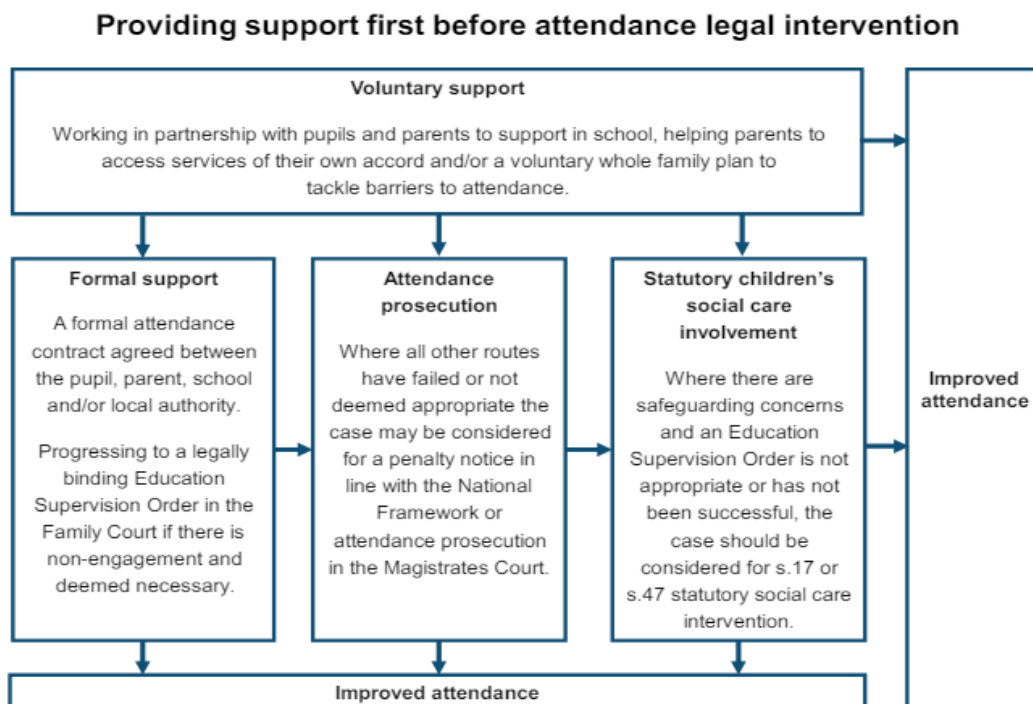 Providing support first before attendance legal intervention
Voluntary support
Working in partnership with pupils and parents to support in school, helping parents to
access services of their own accord and/or a voluntary whole family plan to
tackle barriers to attendance.
Formal support
A formal attendance
contract agreed between
the pupil, parent, school
and/or local authority.
Progressing to a legally
binding Education
Supervision Order in the
Family Court if there is
non-engagement and
deemed necessary.
Attendance
prosecution
Where all other routes
have failed or not
deemed appropriate the
case may be considered
for a penalty notice in
line with the National
Framework or
attendance prosecution
in the Magistrates Court.
Statutory children’s
social care
involvement
Where there are
safeguarding concerns
and an Education
Supervision Order is not
appropriate or has not
been successful, the
case should be
considered for s.17 or
s.47 statutory social care
intervention.
Improved
attendance
Improved attendance